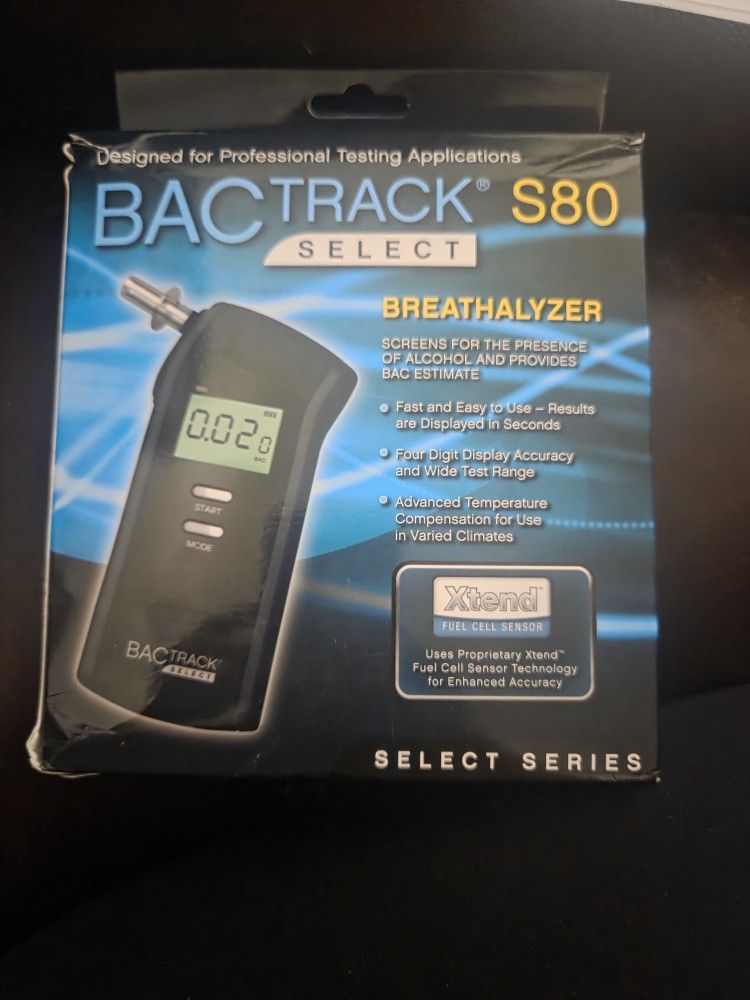 Designed for Professional Testing Applications
BACTRACK® S80
SELECT
BREATHALYZER
SCREENS FOR THE PRESENCE
OF ALCOHOL AND PROVIDES
BAC ESTIMATE
Fast and Easy to Use – Results
are Displayed in Seconds
Four Digit Display Accuracy
and Wide Test Range
Advanced Temperature
Compensation for Use
in Varied Climates
0.020
BAC
START
MODE
BACTRACK
SELECT
Xtend™
FUEL CELL SENSOR
Uses Proprietary Xtend™
Fuel Cell Sensor Technology
for Enhanced Accuracy
SELECT SERIES